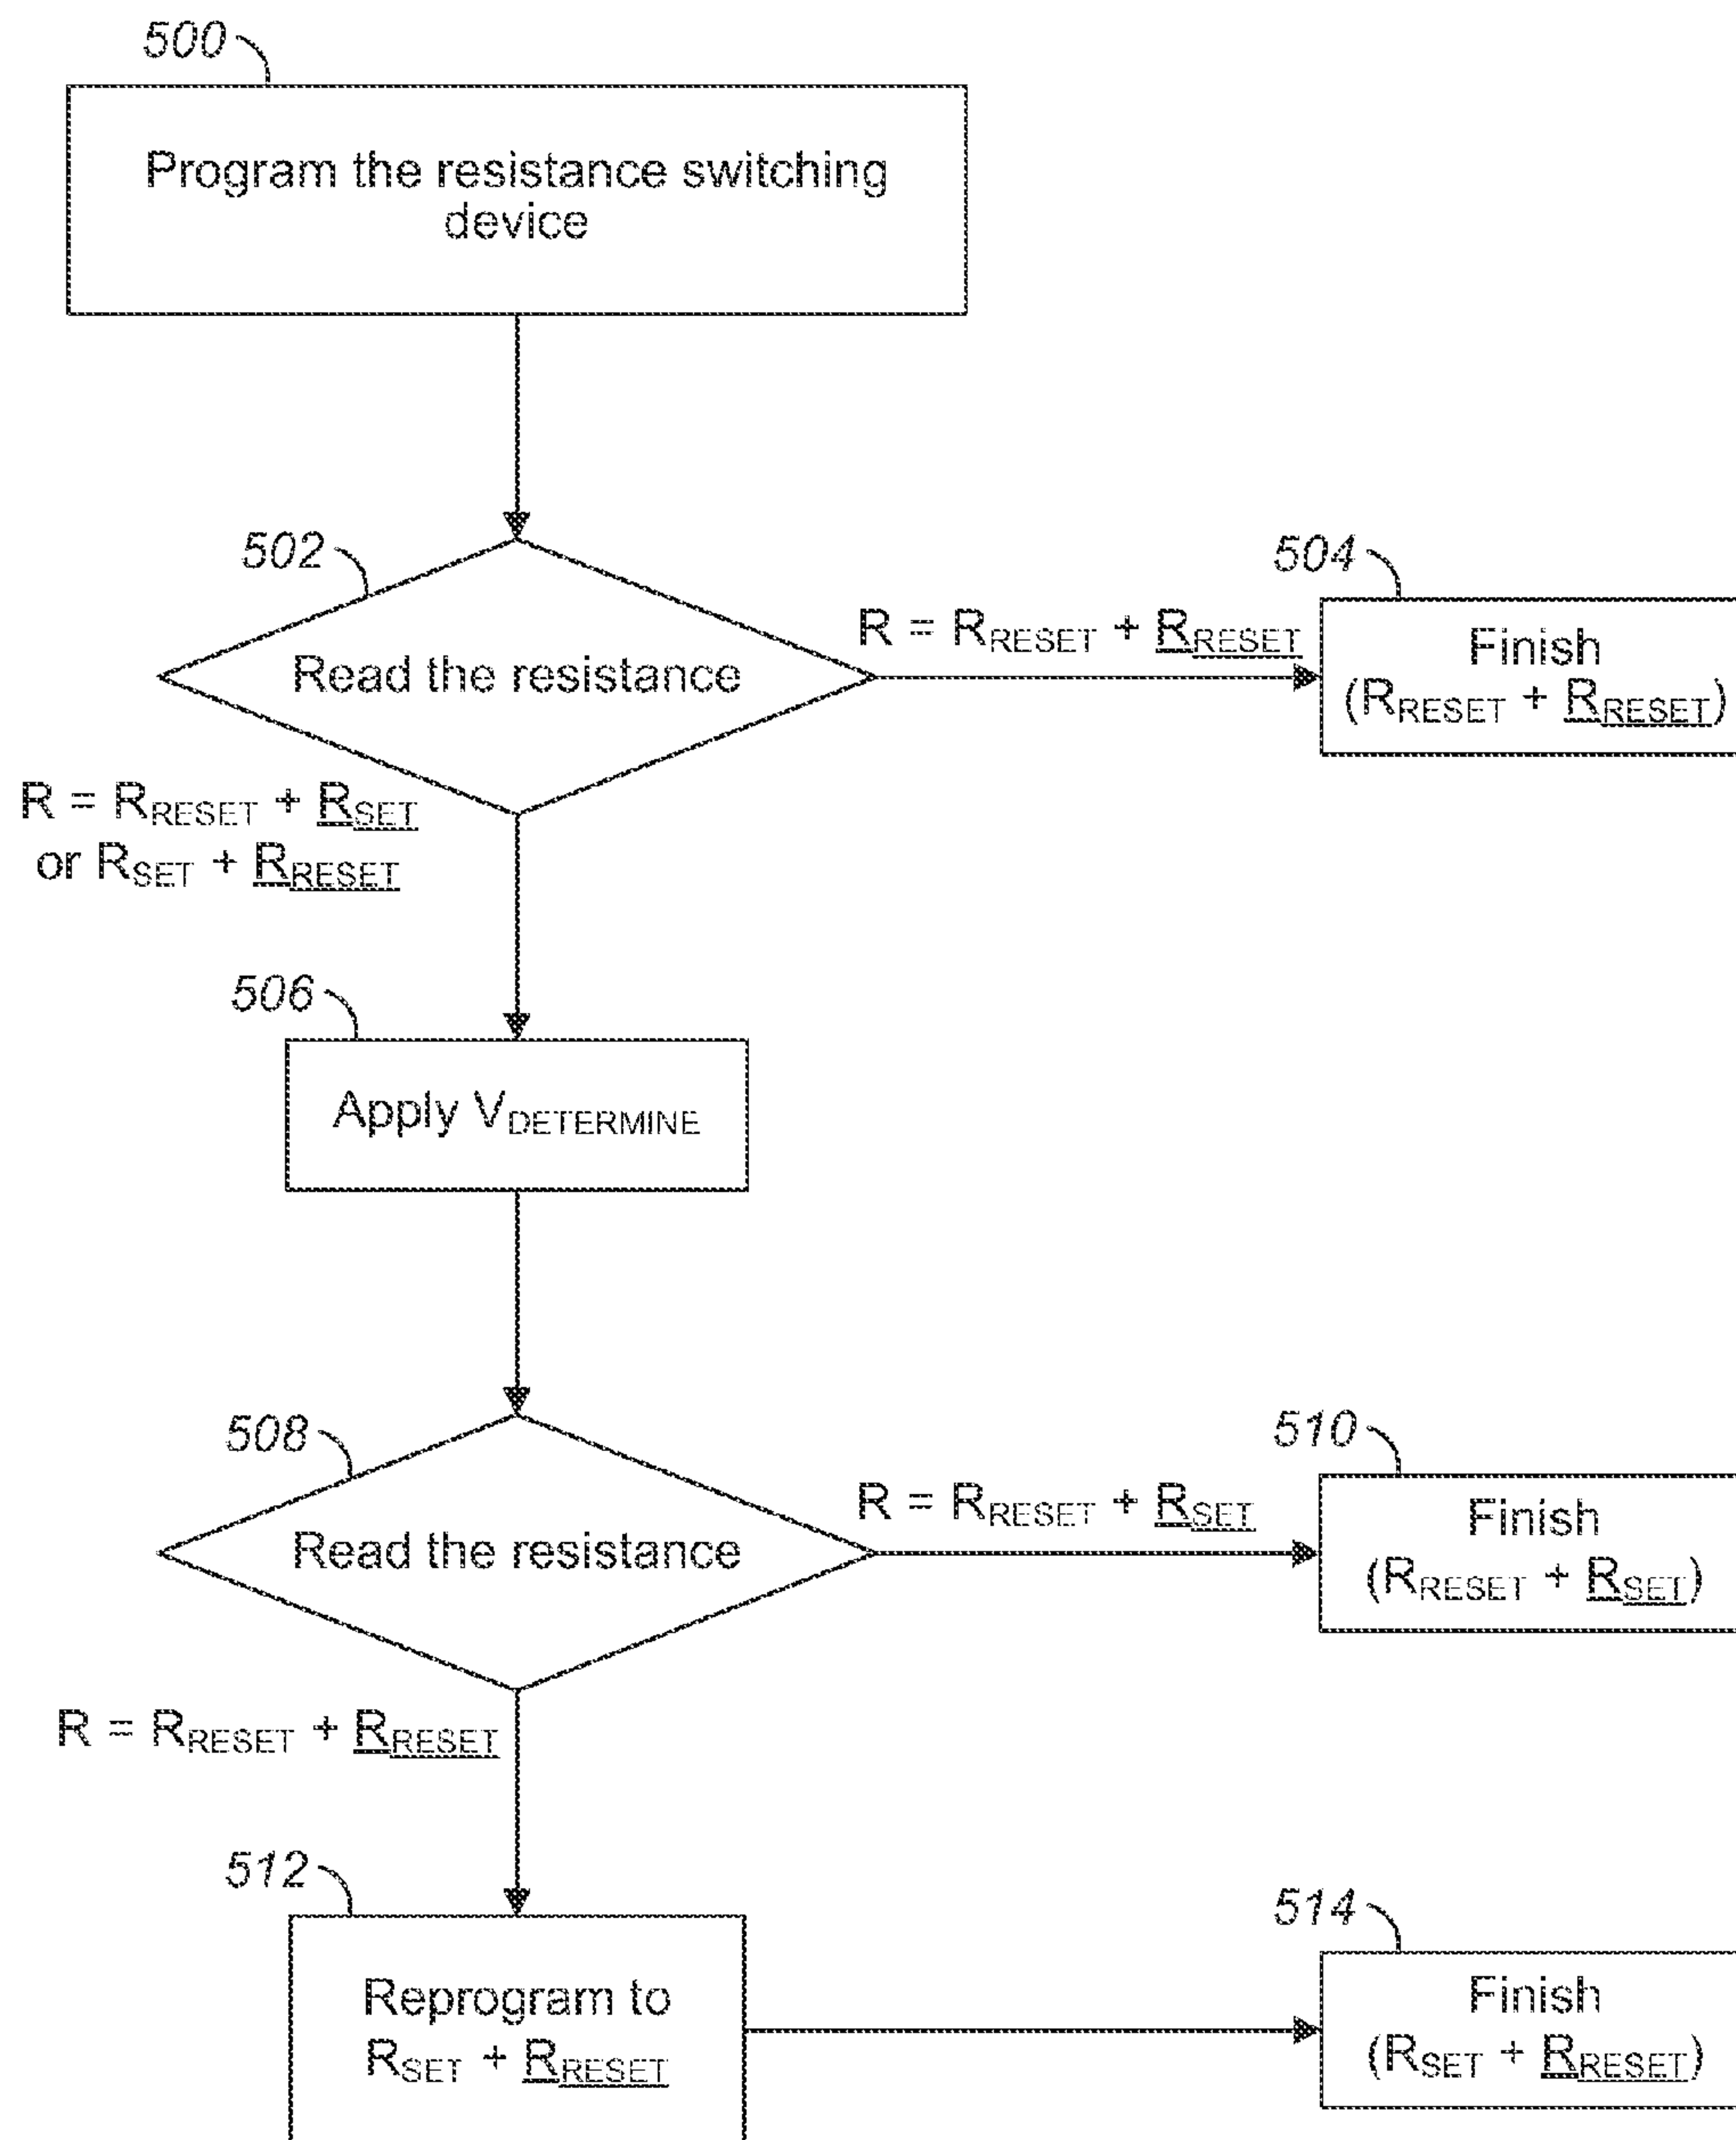 500
Program the resistance switching
device
502
Read the resistance
R = RRESET + RRESET
504
Finish
(RRESET + RRESET)
R = RRESET + RSET
or RSET + RRESET
506
Apply VDETERMINE
508
Read the resistance
R = RRESET + RSET
510
Finish
(RRESET + RSET)
R = RRESET + RRESET
512
Reprogram to
RSET + RRESET
514
Finish
(RSET + RRESET)